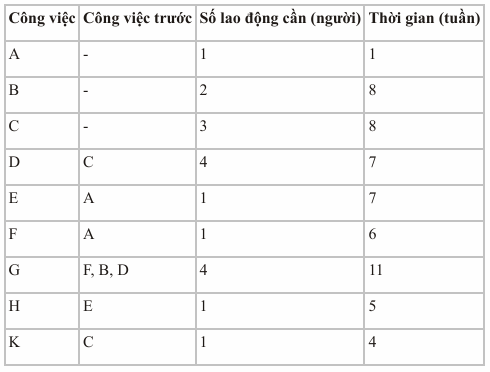 Công việc Công việc trước Số lao động cần (người) Thời gian (tuần)
A - 1 1
B - 2 8
C - 3 8
D C 4 7
E A 1 7
F A 1 6
G F, B, D 4 11
H E 1 5
K C 1 4